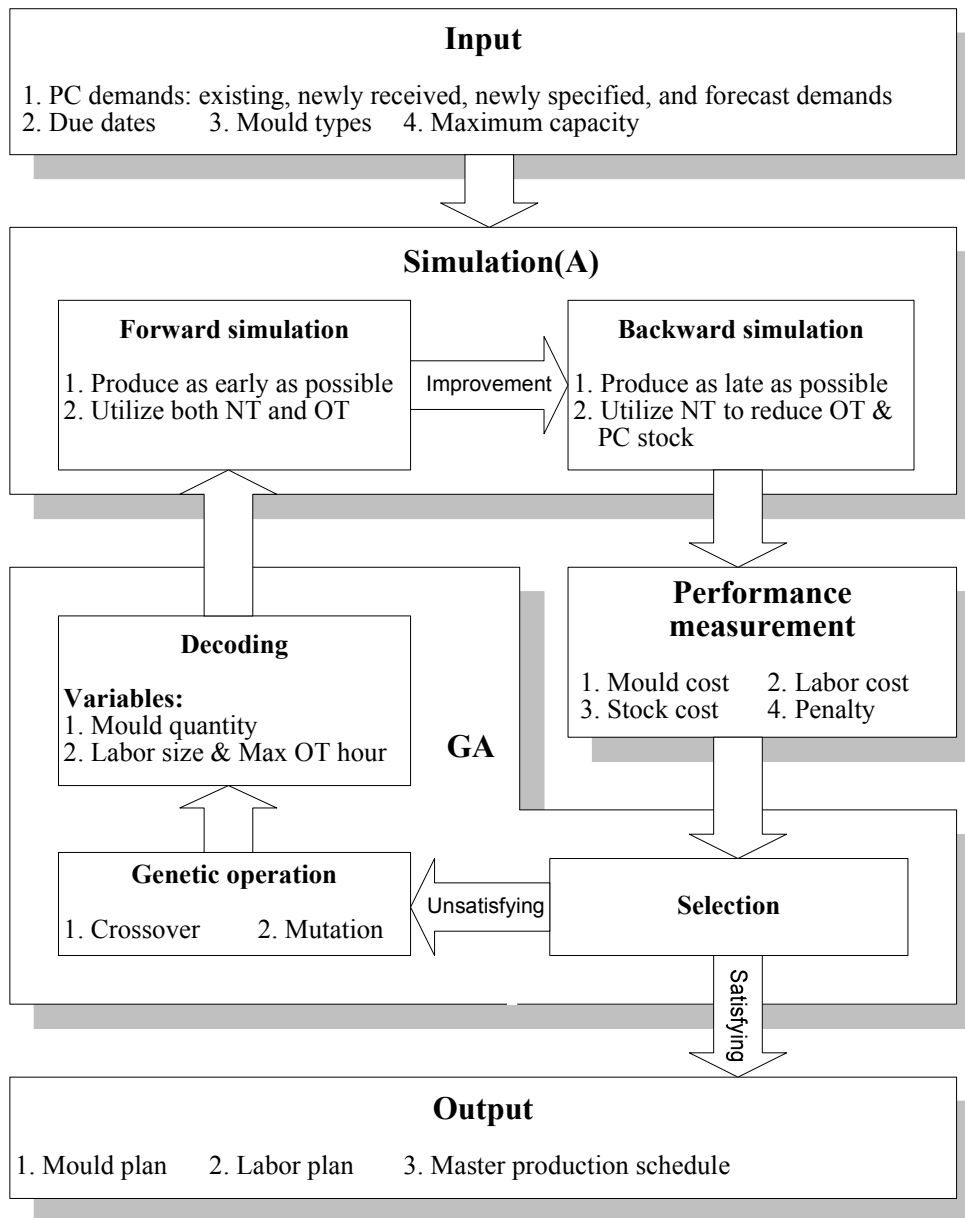 Input
1. PC demands: existing, newly received, newly specified, and forecast demands
2. Due dates 3. Mould types 4. Maximum capacity
Simulation(A)
Forward simulation
1. Produce as early as possible
2. Utilize both NT and OT
Improvement
Backward simulation
1. Produce as late as possible
2. Utilize NT to reduce OT &
PC stock
Performance
measurement
1. Mould cost 2. Labor cost
3. Stock cost 4. Penalty
Decoding
Variables:
1. Mould quantity
2. Labor size & Max OT hour
GA
Genetic operation
1. Crossover 2. Mutation
Unsatisfying
Selection
Satisfying
Output
1. Mould plan 2. Labor plan 3. Master production schedule